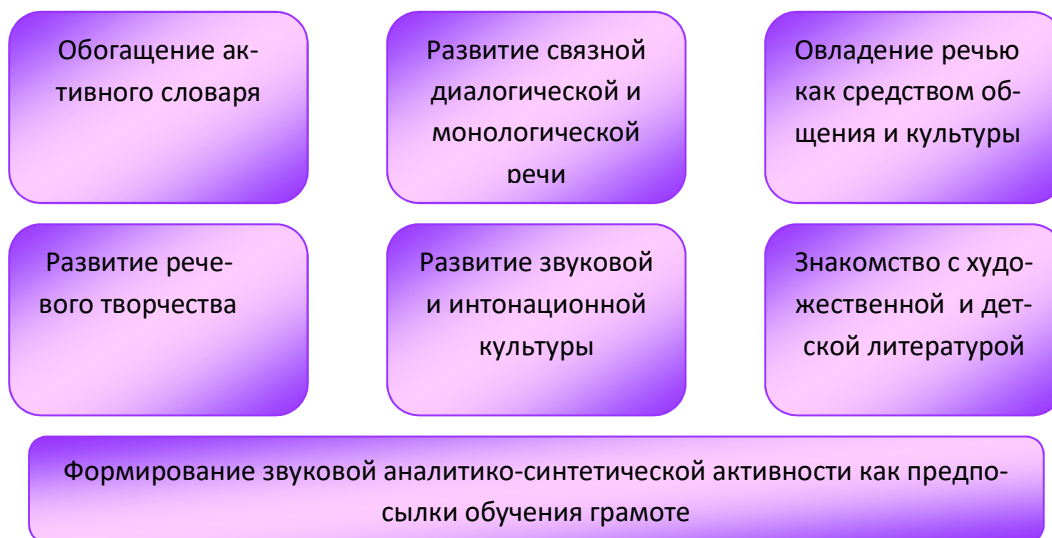 Обогащение ак-
тивного словаря
Развитие связной
диалогической и
монологической
речи
Овладение речью
как средством об-
щения и культуры
Развитие рече-
вого творчества
Развитие звуковой
и интонационной
культуры
Знакомство с худо-
жественной и дет-
ской литературой
Формирование звуковой аналитико-синтетической активности как предпо-
сылки обучения грамоте